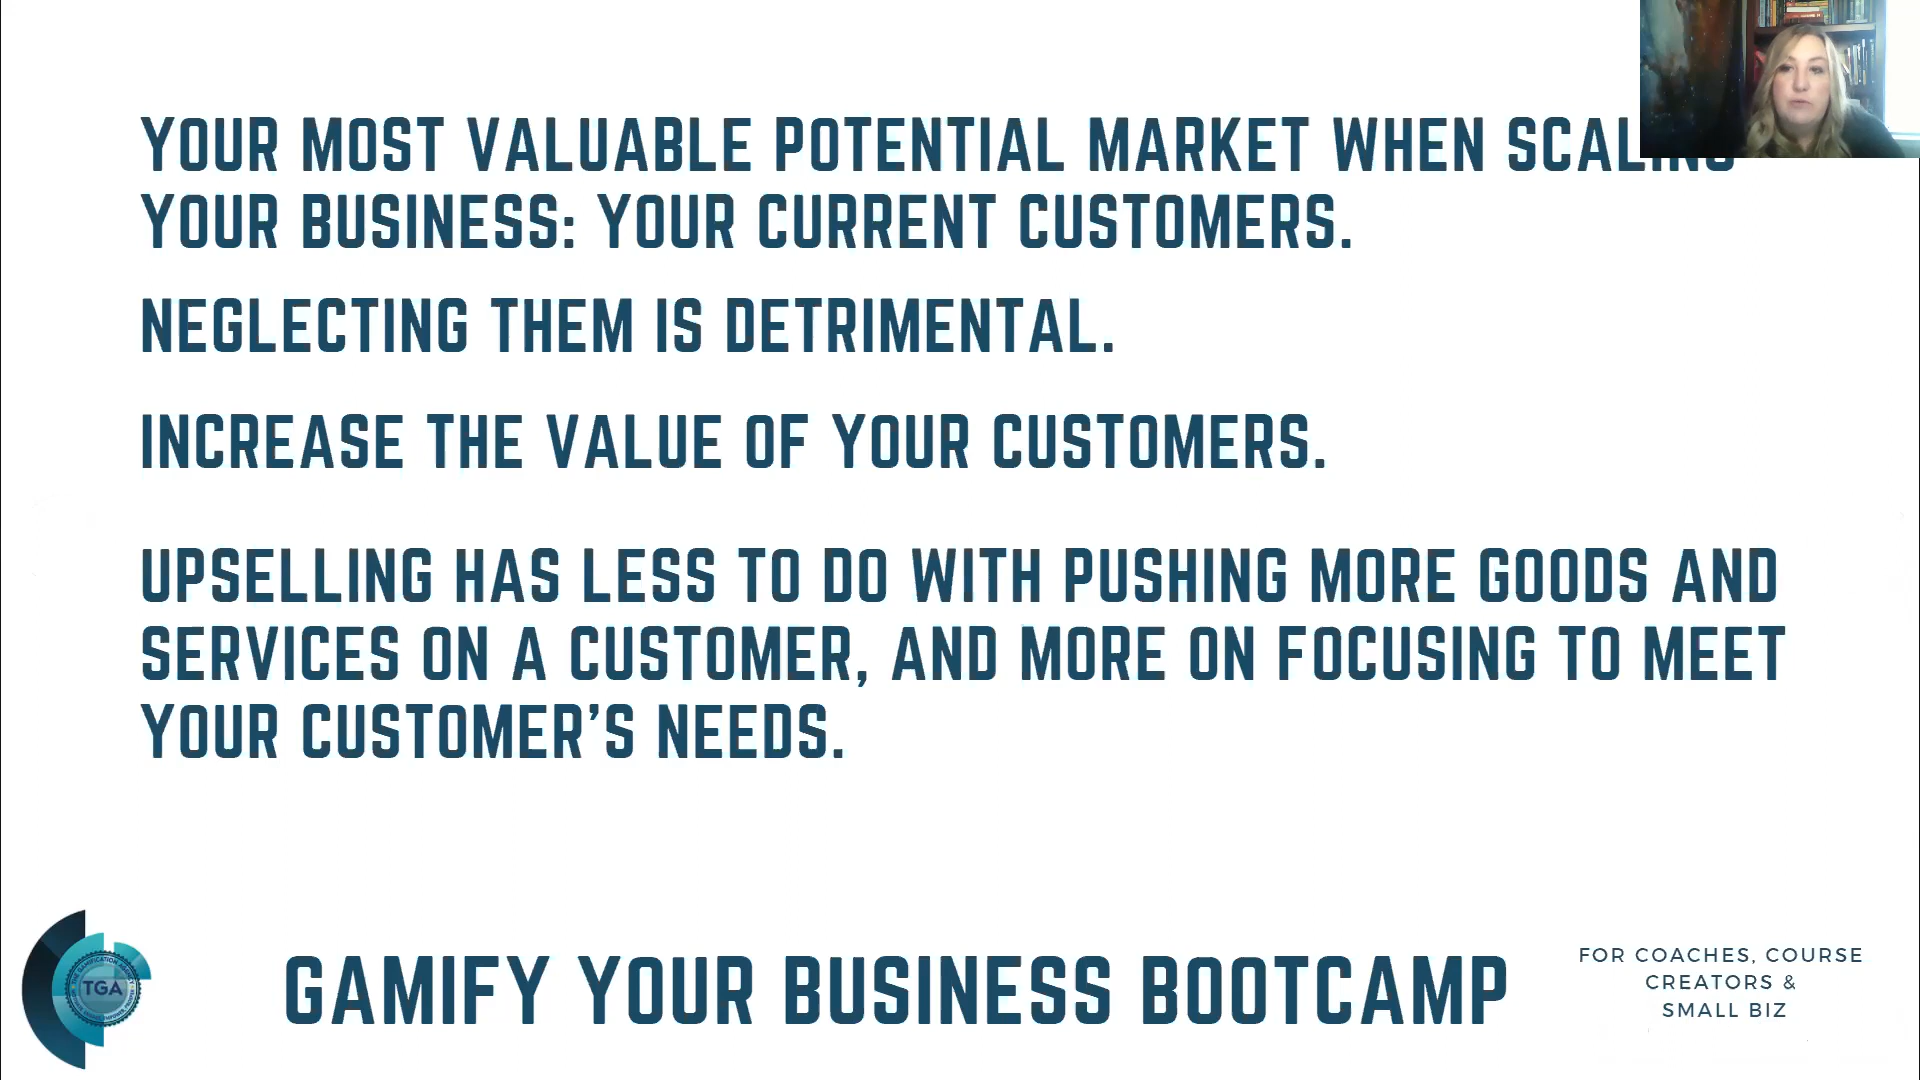 YOUR MOST VALUABLE POTENTIAL MARKET WHEN SCALING
YOUR BUSINESS: YOUR CURRENT CUSTOMERS.
NEGLECTING THEM IS DETRIMENTAL.
INCREASE THE VALUE OF YOUR CUSTOMERS.
UPSELLING HAS LESS TO DO WITH PUSHING MORE GOODS AND
SERVICES ON A CUSTOMER, AND MORE ON FOCUSING TO MEET
YOUR CUSTOMER'S NEEDS.
TGA
GAMIFY YOUR BUSINESS BOOTCAMP
FOR COACHES, COURSE
CREATORS &
SMALL BIZ